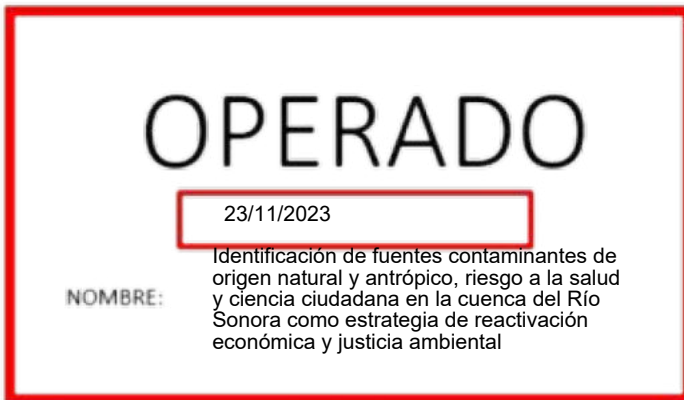 OPERADO
23/11/2023
Identificación de fuentes contaminantes de
origen natural y antrópico, riesgo a la salud
NOMBRE: y ciencia ciudadana en la cuenca del Río
Sonora como estrategia de reactivación
económica y justicia ambiental